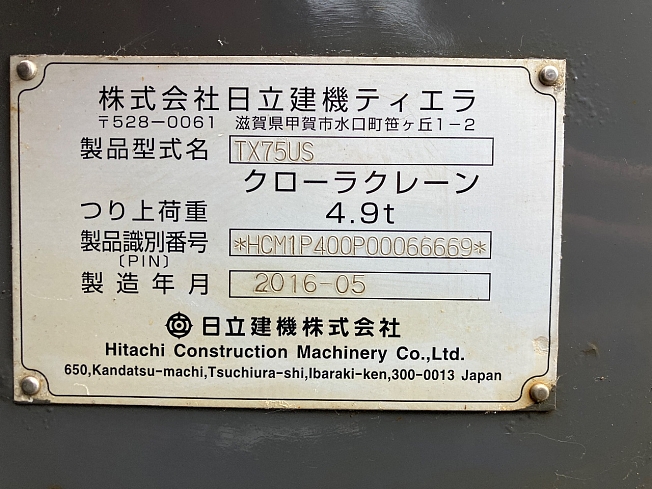 株式会社日立建機ティエラ
〒528-0061 滋賀県甲賀市水口町笹ヶ丘1-2
製品型式名 TX75US
クローラクレーン
つり上荷重 4.9t
製品識別番号 *HCM1P400P00066669*
(PIN)
製造年月 2016-05
日立建機株式会社
Hitachi Construction Machinery Co.,Ltd.
650,Kandatsu-machi,Tsuchiura-shi,Ibaraki-ken,300-0013 Japan